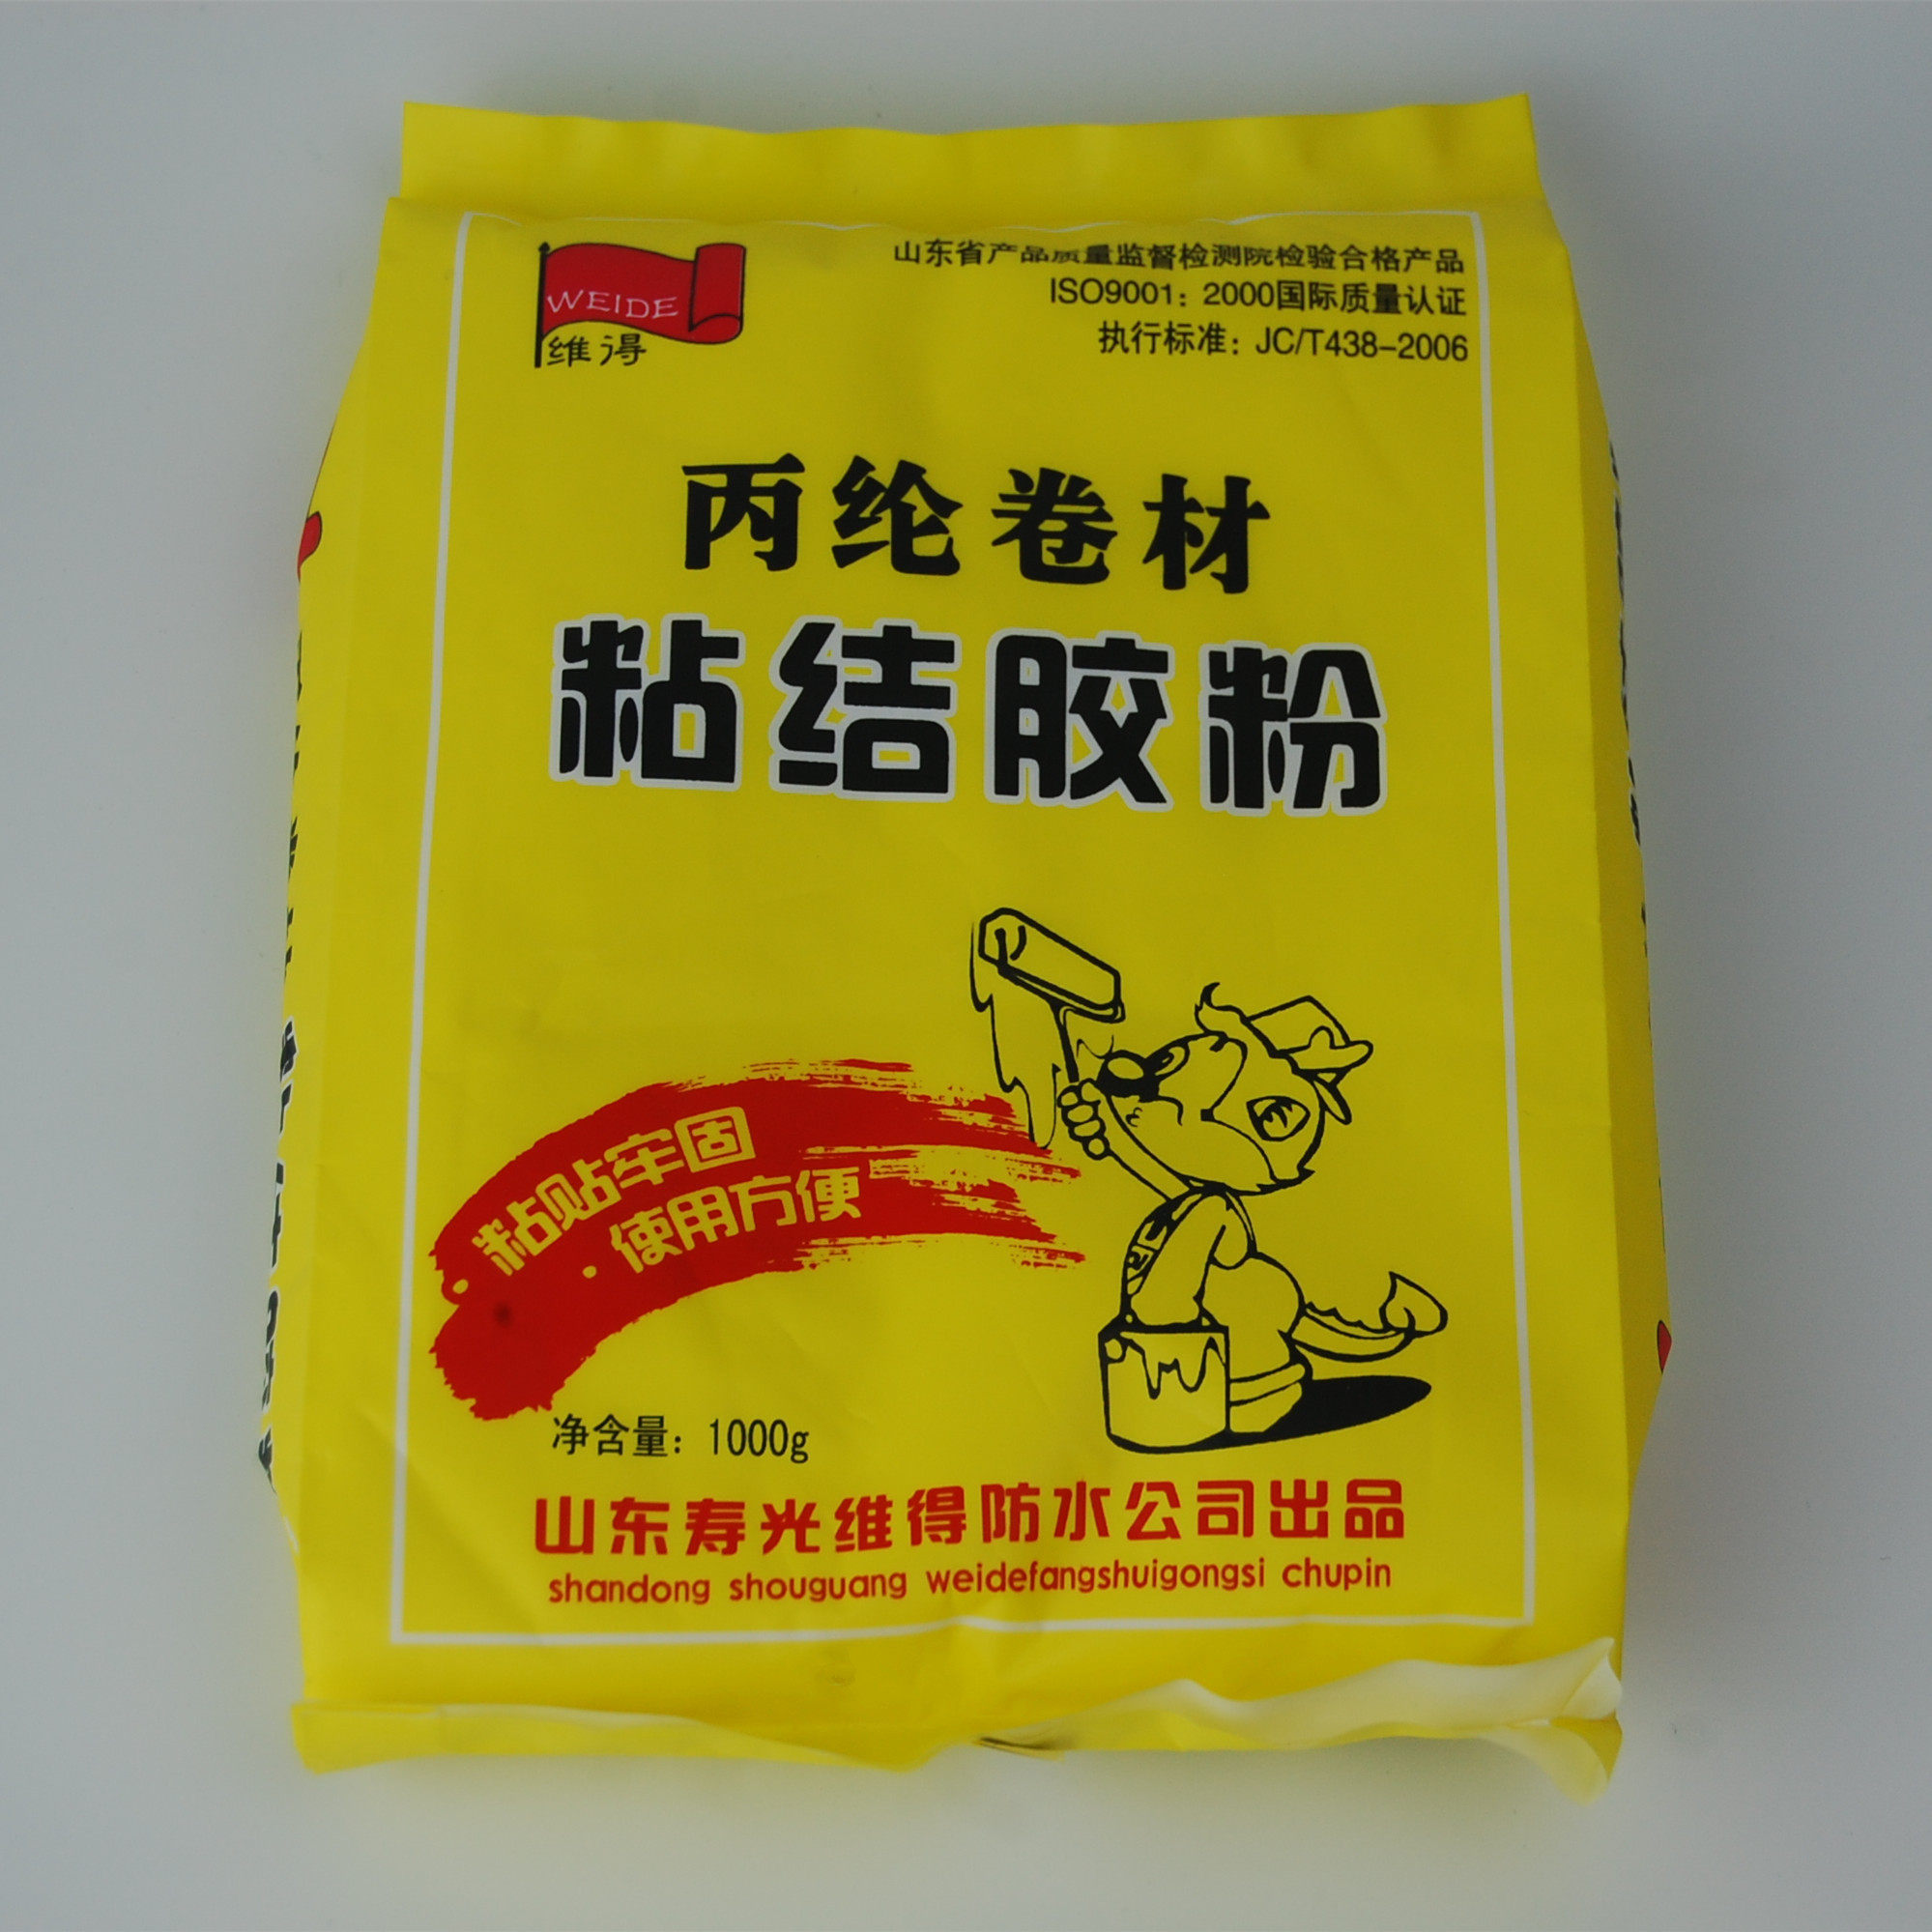 WEIDE
维得
山东省产品质量监督检测院检验合格产品
ISO9001：2000国际质量认证
执行标准：JC/T438-2006
丙纶卷材
粘结胶粉
·粘贴牢固
·使用方便
净含量：1000g
山东寿光维得防水公司出品
shandong shouguang weidefangshuigongsi chupin